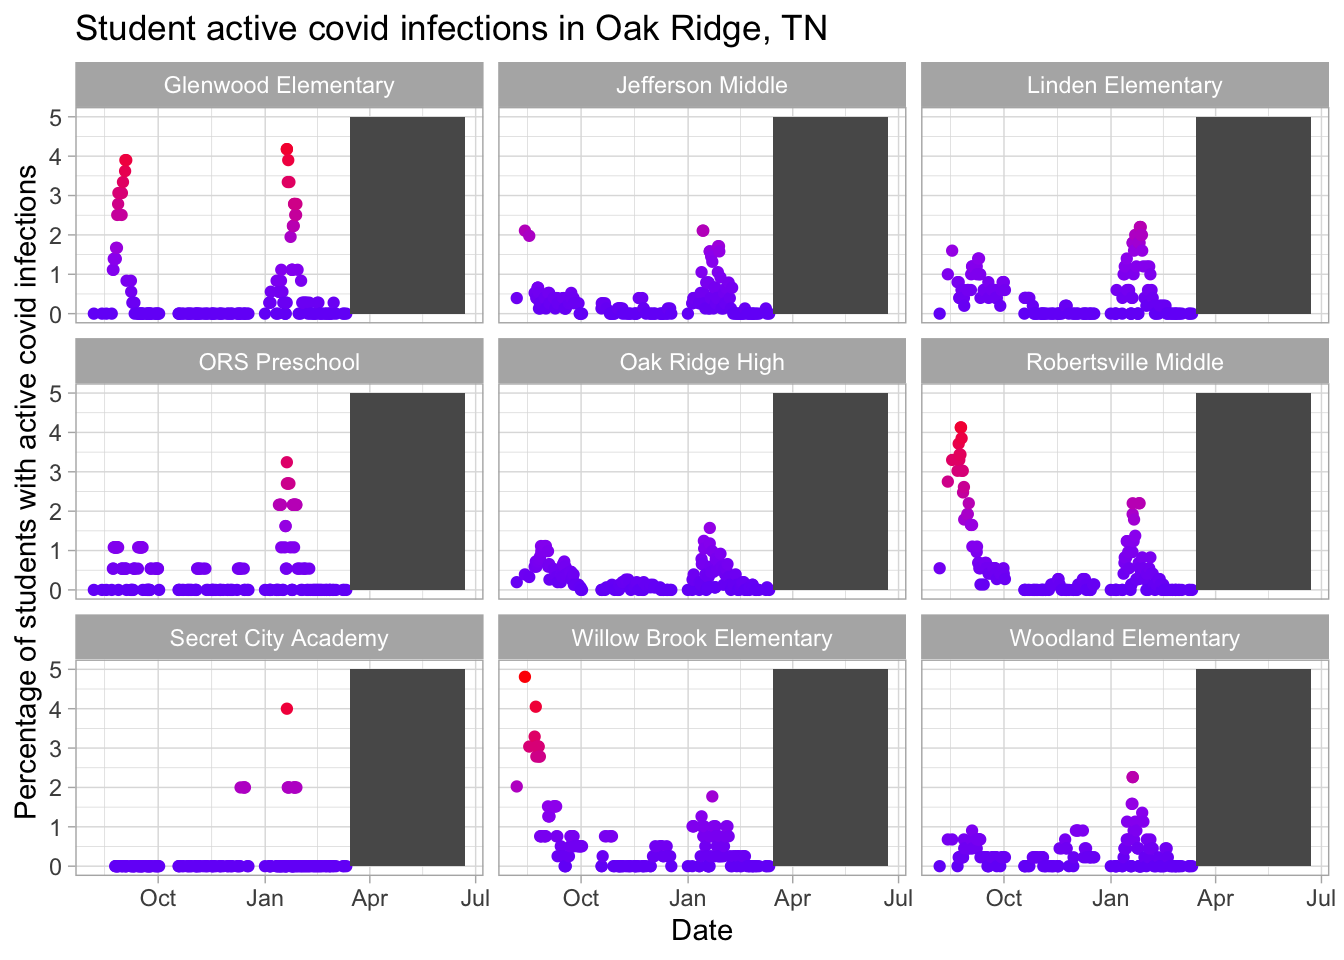 Student active covid infections in Oak Ridge, TN
Glenwood Elementary
Jefferson Middle
Linden Elementary
5
4
3
2
1
0
ORS Preschool
Oak Ridge High
Robertsville Middle
5
4
3
2
1
0
Secret City Academy
Willow Brook Elementary
Woodland Elementary
5
4
3
2
1
0
Percentage of students with active covid infections
Oct Jan Apr Jul
Oct Jan Apr Jul
Oct Jan Apr Jul
Date